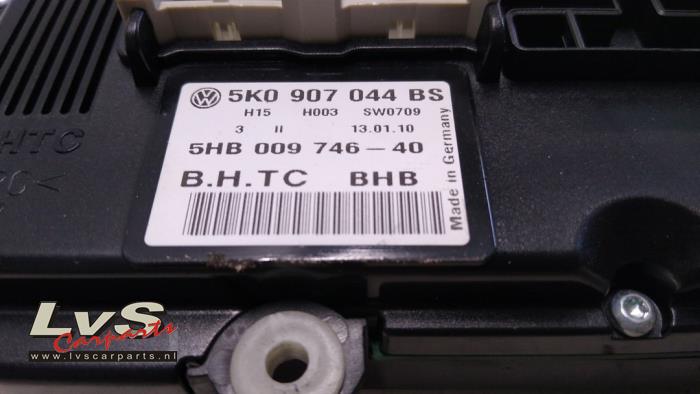 5K0 907 044 BS
H15 H003 SW0709
3 II 13.01.10
5HB 009 746-40
B.H.TC BHB
Made in Germany
HTC
LvS
Carparts
www.lvscarparts.nl